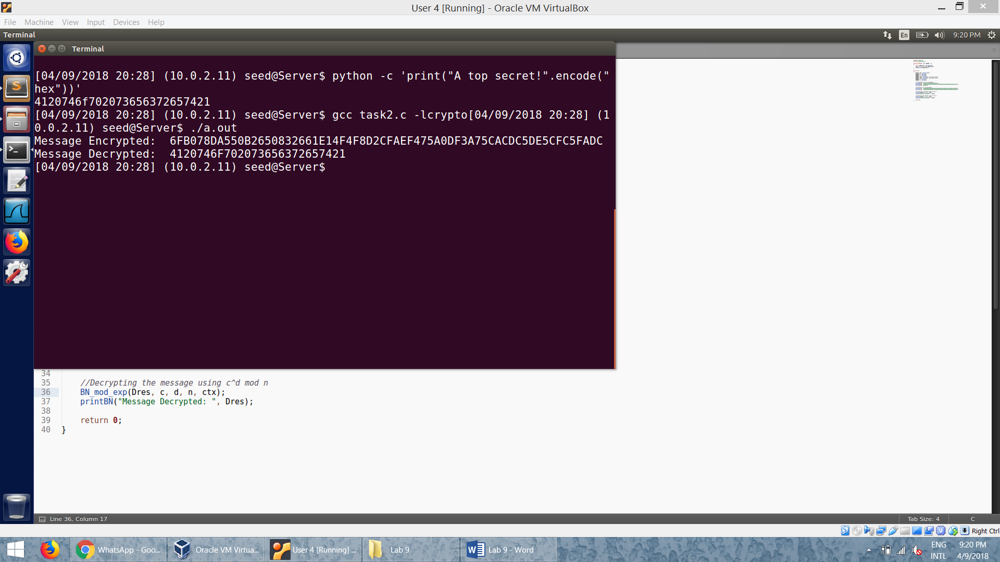 User 4 [Running] - Oracle VM VirtualBox
File Machine View Input Devices Help
Terminal
En 9:20 PM
Terminal
[04/09/2018 20:28] (10.0.2.11) seed@Server$ python -c 'print("A top secret!".encode("
hex"))'
4120746f702073656372657421
[04/09/2018 20:28] (10.0.2.11) seed@Server$ gcc task2.c -lcrypto[04/09/2018 20:28] (1
0.0.2.11) seed@Server$ ./a.out
Message Encrypted:  6FB078DA550B2650832661E14F4F8D2CFAEF475A0DF3A75CACDC5DE5CFC5FADC
Message Decrypted:  4120746F702073656372657421
[04/09/2018 20:28] (10.0.2.11) seed@Server$
34
35 //Decrypting the message using c^d mod n
36 BN_mod_exp(Dres, c, d, n, ctx);
37 printBN("Message Decrypted: ", Dres);
38
39 return 0;
40 }
Line 36, Column 17
Tab Size: 4
C
Right Ctrl
WhatsApp - Goo...
Oracle VM Virtua...
User 4 [Running] ...
Lab 9
Lab 9 - Word
ENG
INTL
9:20 PM
4/9/2018